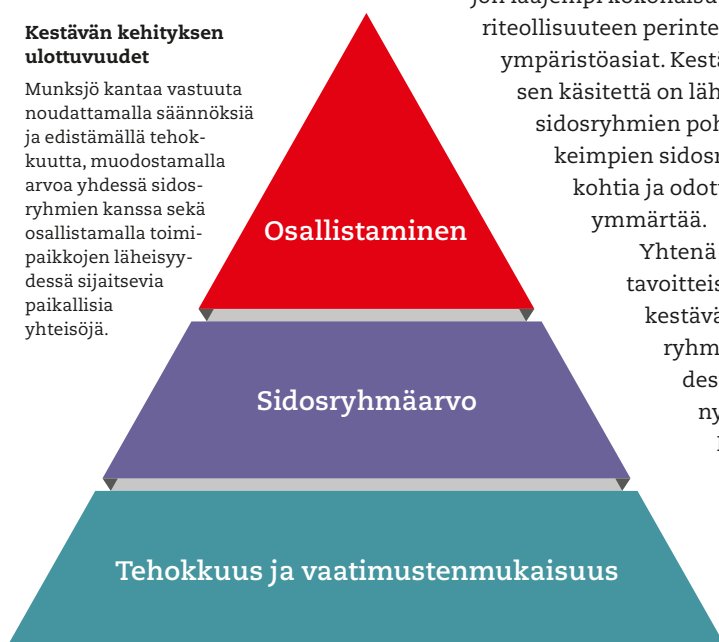 Kestävän kehityksen
ulottuvuudet
Munksjö kantaa vastuuta
noudattamalla säännöksiä
ja edistämällä tehok-
kuutta, muodostamalla
arvoa yhdessä sidos-
ryhmien kanssa sekä
osallistamalla toimi-
paikkojen läheisyy-
dessä sijaitsevia
paikallisia
yhteisöjä.
Osallistaminen
Sidosryhmäarvo
Tehokkuus ja vaatimustenmukaisuus
riteollisuuteen perinte
ympäristöasiat. Kestä
sen käsitettä on läh
sidosryhmien poh
keimpien sidosr
kohtia ja odot
ymmärtää.
Yhtenä
tavoitteis
kestävä
ryhm
des
ny